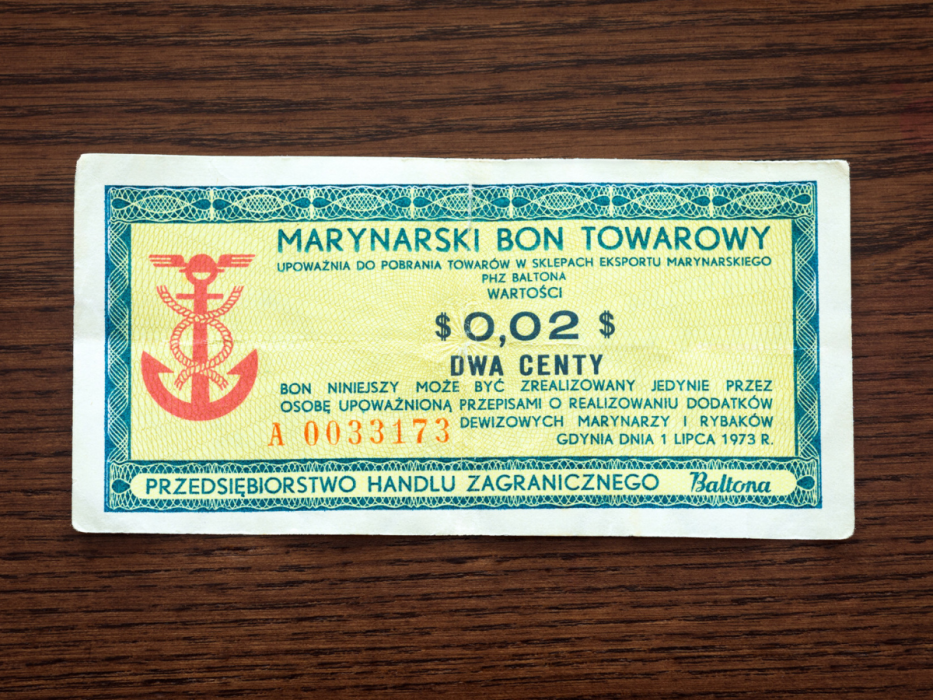 MARYNARSKI BON TOWAROWY
UPOWAŻNIA DO POBRANIA TOWARÓW W SKLEPACH EKSPORTU MARYNARSKIEGO
PHZ BALTONA
WARTOŚCI
$ 0,02 $
DWA CENTY
BON NINIEJSZY MOŻE BYĆ ZREALIZOWANY JEDYNIE PRZEZ
OSOBĘ UPOWAŻNIONĄ PRZEPISAMI O REALIZOWANIU DODATKÓW
DEWIZOWYCH MARYNARZY I RYBAKÓW
A 0033173
GDYNIA DNIA 1 LIPCA 1973 R.
PRZEDSIĘBIORSTWO HANDLU ZAGRANICZNEGO Baltona